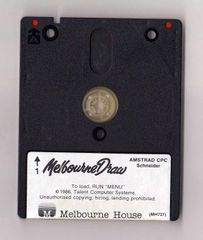 MelbourneDraw
AMSTRAD CPC
Schneider
1
To load, RUN "MENU"
© 1986, Talent Computer Systems.
Unauthorised copying, hiring, lending prohibited.
Melbourne House
(MH727)